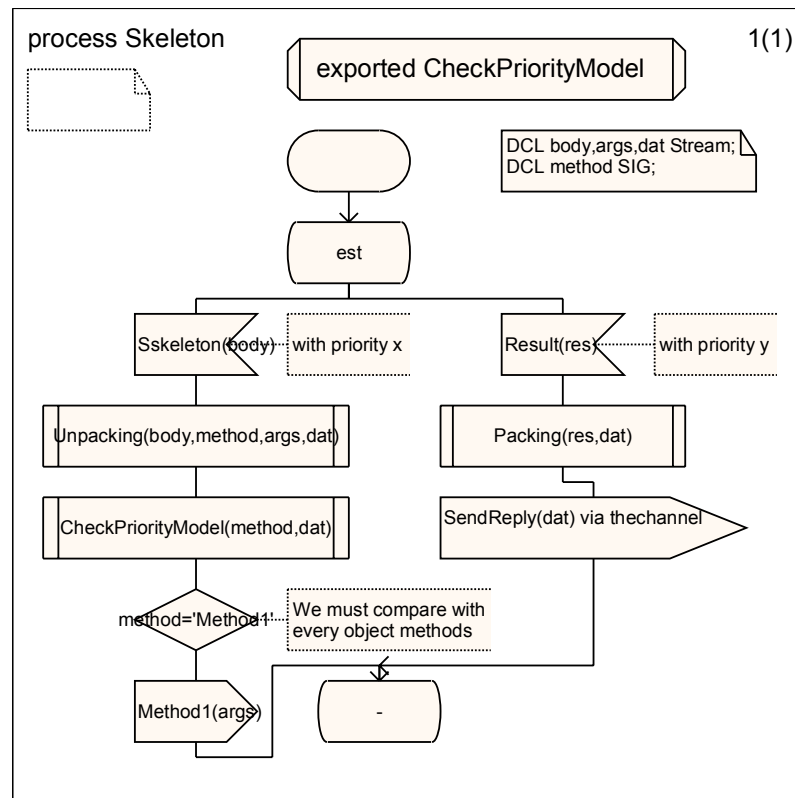 process Skeleton
1(1)
exported CheckPriorityModel
DCL body,args,dat Stream;
DCL method SIG;
est
Sskeleton(body)
with priority x
Result(res)
with priority y
Unpacking(body,method,args,dat)
Packing(res,dat)
CheckPriorityModel(method,dat)
SendReply(dat) via thechannel
method='Method1'
We must compare with
every object methods
Method1(args)
-